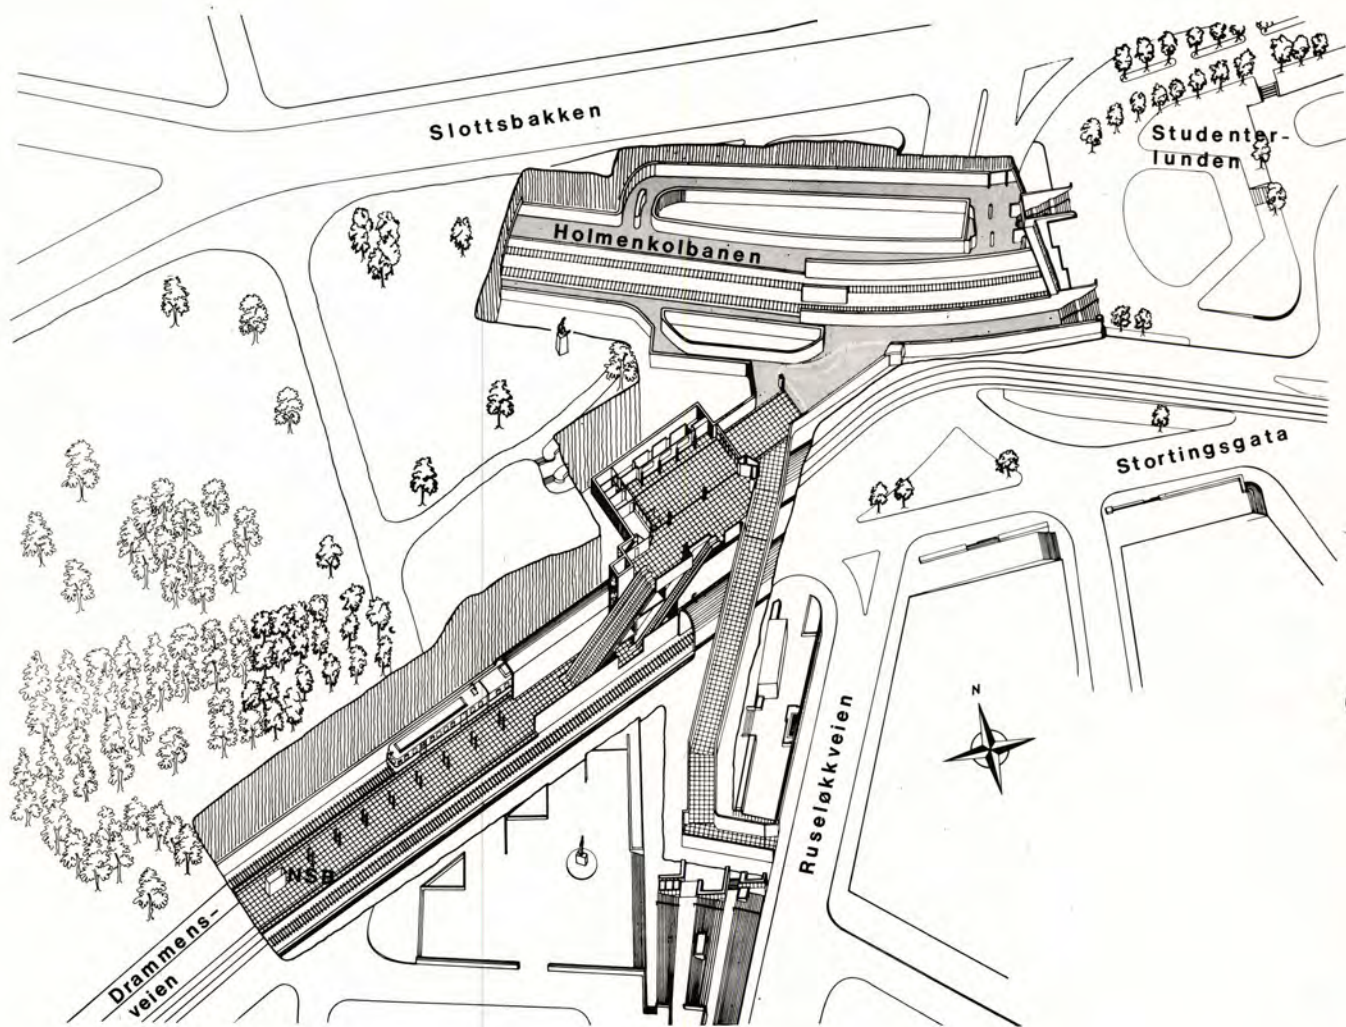 Slottsbakken
Studenter-
lunden
Holmenkolbanen
Stortingsgata
N
Ruseløkkveien
NSB
Drammens-
veien